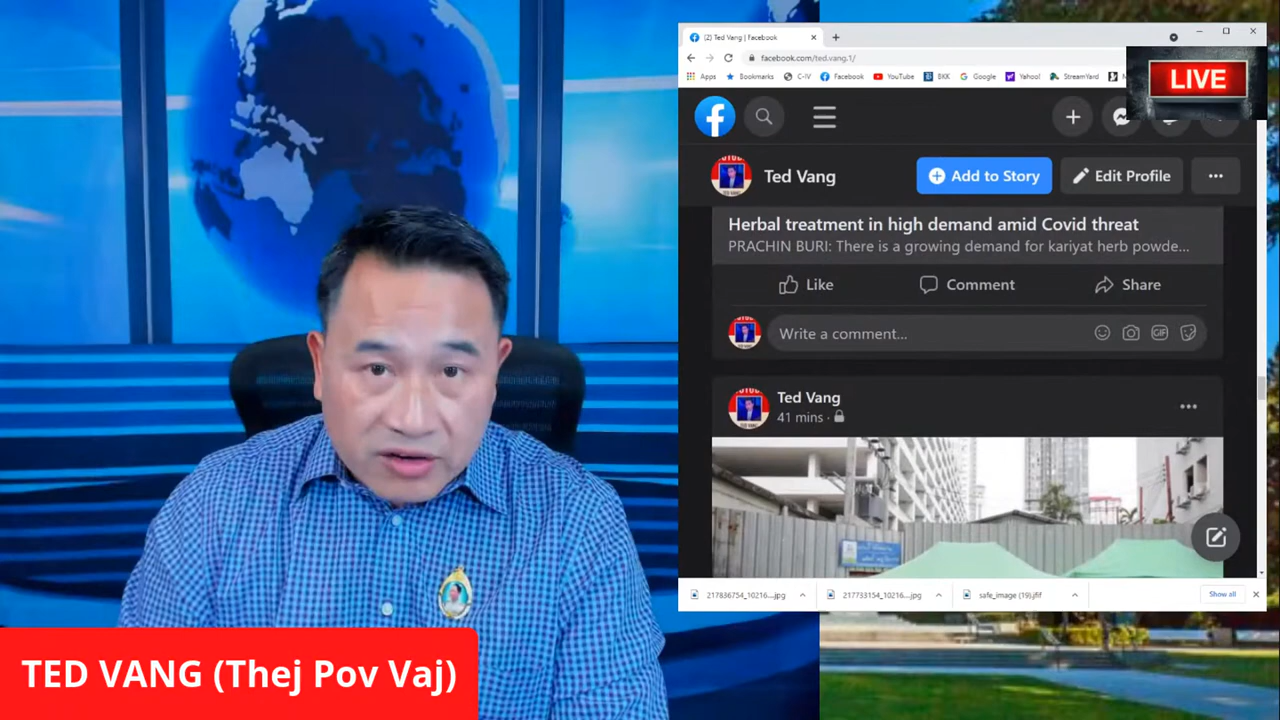 (2) Ted Vang | Facebook
facebook.com/ted.vang.1/
Apps Bookmarks C-IV Facebook YouTube BKK Google Yahoo! StreamYard
LIVE
Ted Vang
Add to Story
Edit Profile
Herbal treatment in high demand amid Covid threat
PRACHIN BURI: There is a growing demand for kariyat herb powde...
Like Comment Share
Write a comment...
GIF
Ted Vang
41 mins ·
217836754_10216....jpg
217733154_10216....jpg
safe_image (19).jfif
Show all
TED VANG (Thej Pov Vaj)